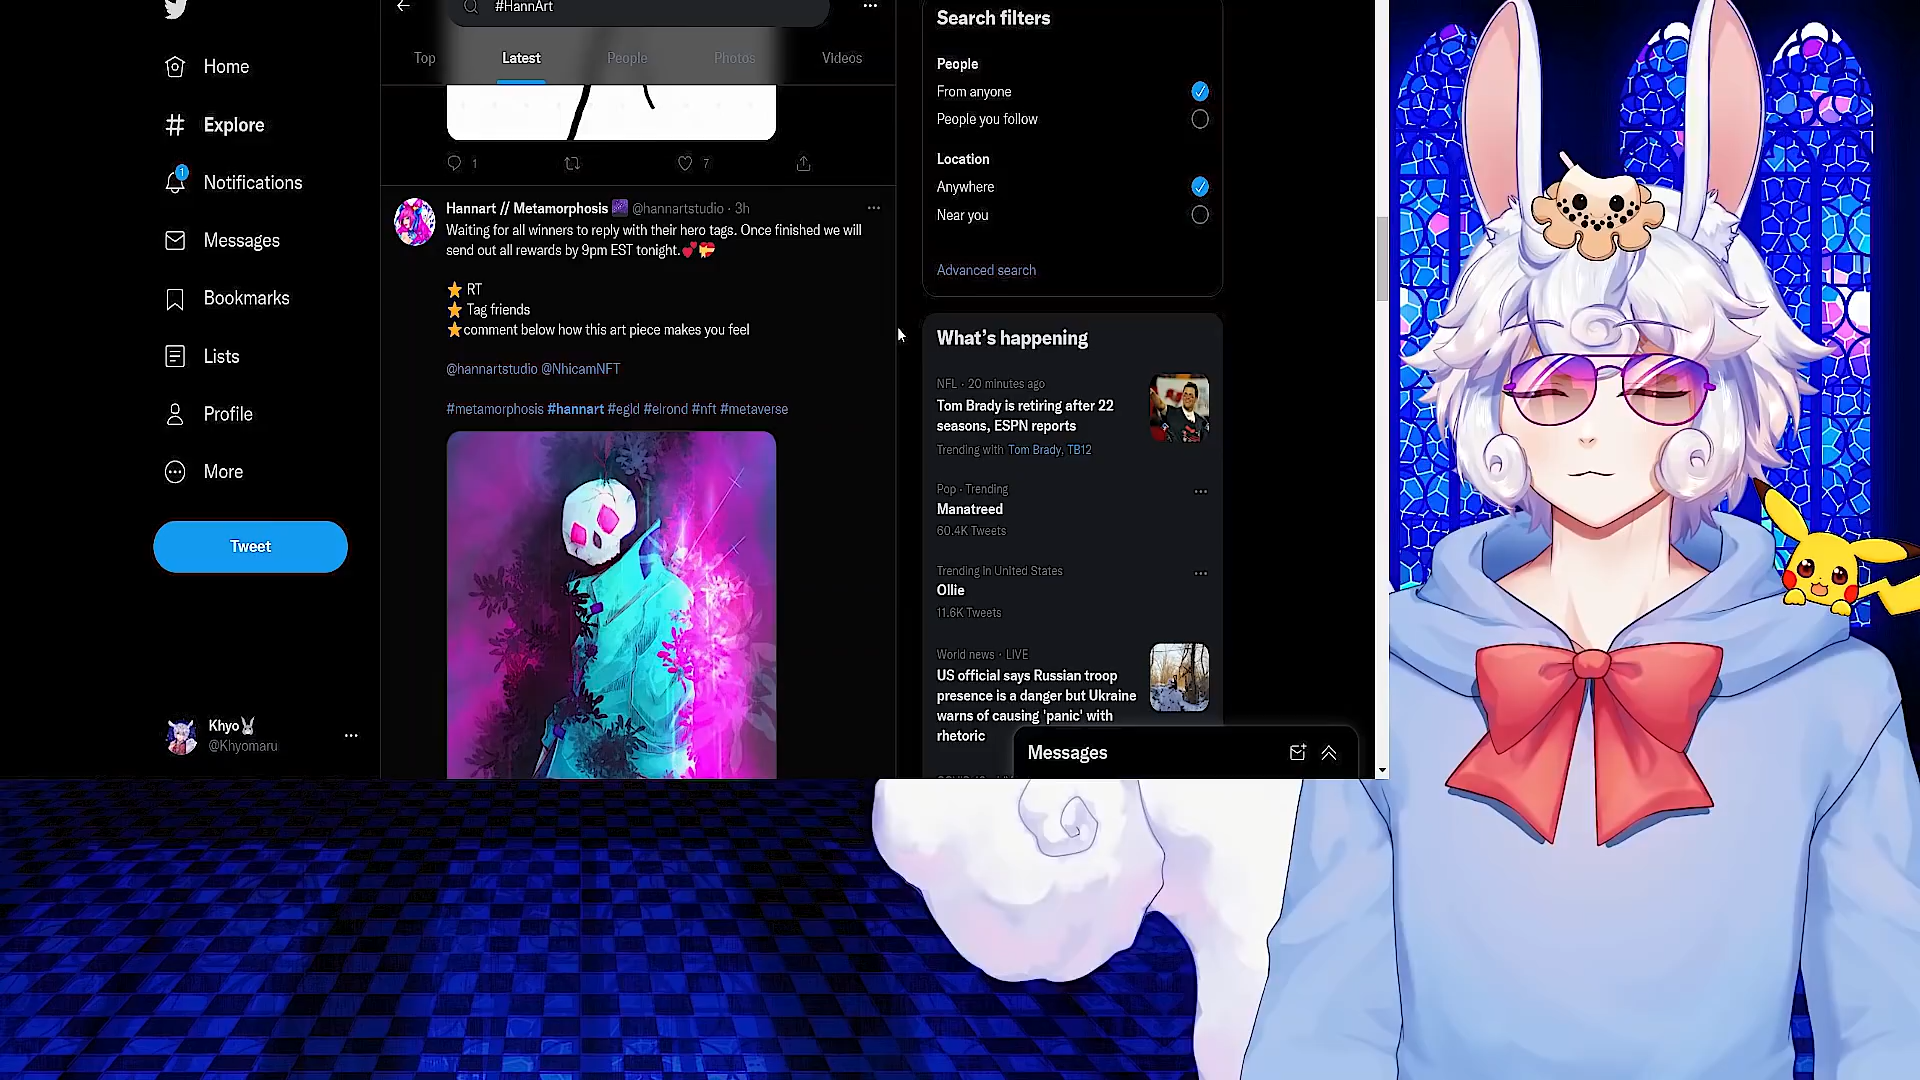 #HannArt
Top
Latest
People
Photos
Videos
Home
Explore
1
Notifications
Messages
Bookmarks
Lists
Profile
More
Tweet
Khyo
@Khyomaru
1
7
Hannart // Metamorphosis @hannartstudio · 3h
Waiting for all winners to reply with their hero tags. Once finished we will
send out all rewards by 9pm EST tonight.
RT
Tag friends
comment below how this art piece makes you feel
@hannartstudio @NhicamNFT
#metamorphosis #hannart #egld #elrond #nft #metaverse
Search filters
People
From anyone
People you follow
Location
Anywhere
Near you
Advanced search
What's happening
NFL · 20 minutes ago
Tom Brady is retiring after 22
seasons, ESPN reports
Trending with Tom Brady, TB12
Pop · Trending
Manatreed
60.4K Tweets
Trending in United States
Ollie
11.6K Tweets
World news · LIVE
US official says Russian troop
presence is a danger but Ukraine
warns of causing 'panic' with
rhetoric
Messages